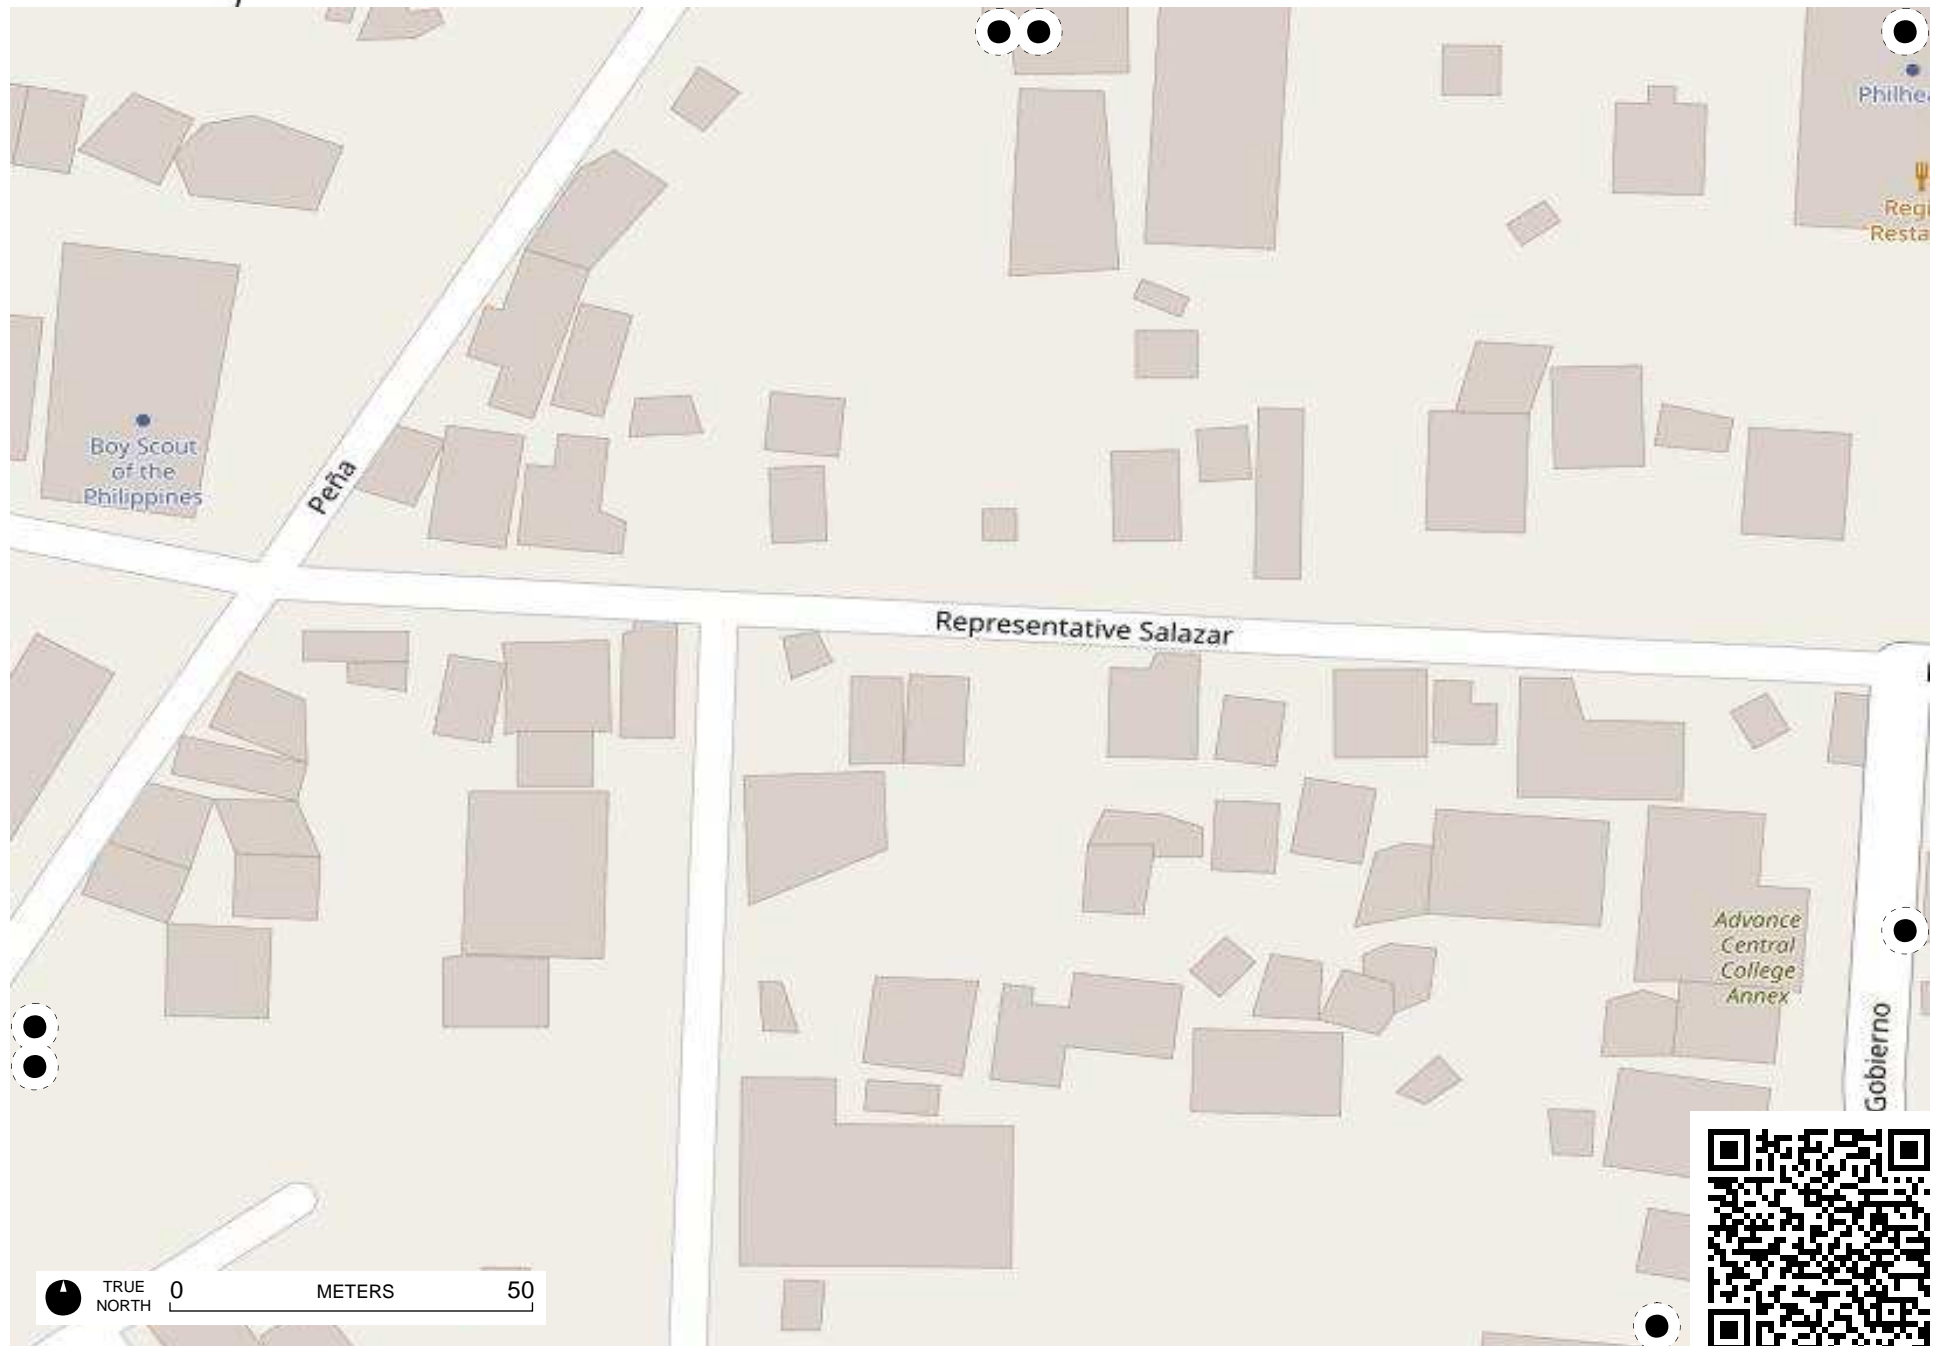 Philhea
Regi
Resta
Boy Scout
of the
Philippines
Peña
Representative Salazar
Advance
Central
College
Annex
Gobierno
TRUE
NORTH
0 METERS 50